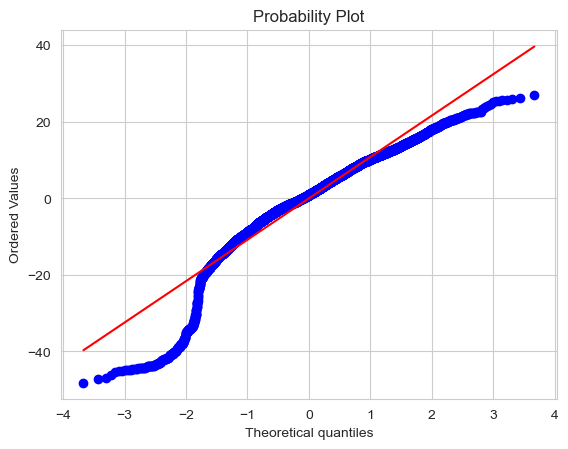 Probability Plot
Ordered Values
40
20
0
−20
−40
−4 −3 −2 −1 0 1 2 3 4
Theoretical quantiles